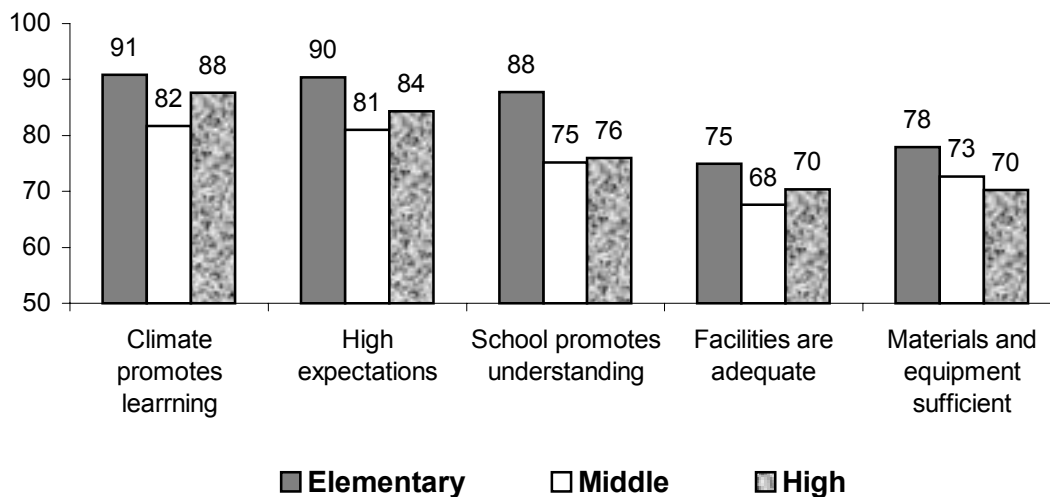 100
90
80
70
60
50
91
82
88
90
81
84
88
75
76
75
68
70
78
73
70
Climate
promotes
learrning
High
expectations
School promotes
understanding
Facilities are
adequate
Materials and
equipment
sufficient
Elementary Middle High